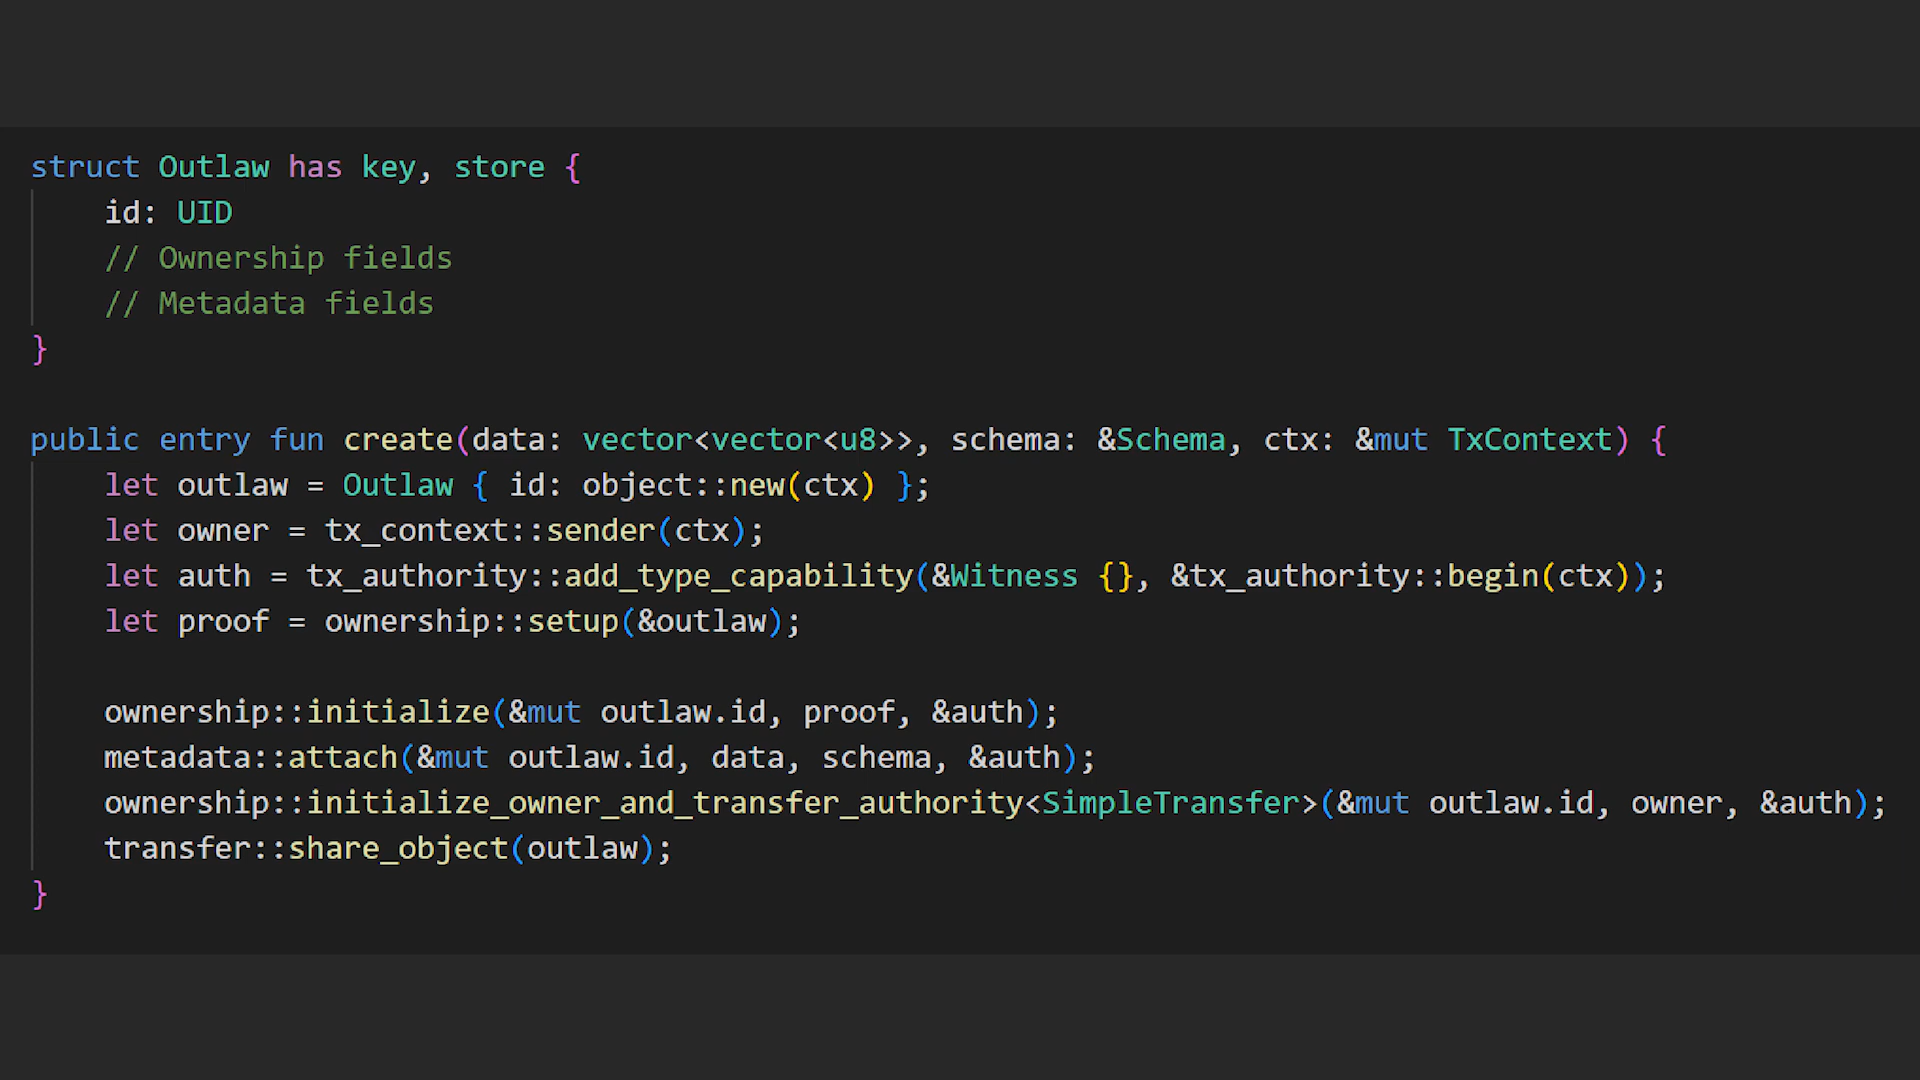 struct Outlaw has key, store {
    id: UID
    // Ownership fields
    // Metadata fields
}
public entry fun create(data: vector<vector<u8>>, schema: &Schema, ctx: &mut TxContext) {
    let outlaw = Outlaw { id: object::new(ctx) };
    let owner = tx_context::sender(ctx);
    let auth = tx_authority::add_type_capability(&Witness {}, &tx_authority::begin(ctx));
    let proof = ownership::setup(&outlaw);
    ownership::initialize(&mut outlaw.id, proof, &auth);
    metadata::attach(&mut outlaw.id, data, schema, &auth);
    ownership::initialize_owner_and_transfer_authority<SimpleTransfer>(&mut outlaw.id, owner, &auth);
    transfer::share_object(outlaw);
}